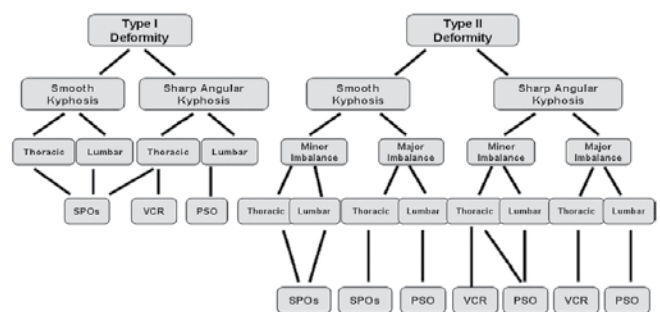 Type I
Deformity
Type II
Deformity
Smooth
Kyphosis
Sharp Angular
Kyphosis
Smooth
Kyphosis
Sharp Angular
Kyphosis
Thoracic
Lumbar
Thoracic
Lumbar
Miner
Imbalance
Major
Imbalance
Miner
Imbalance
Major
Imbalance
SPOs
VCR
PSO
Thoracic
Lumbar
Thoracic
Lumbar
Thoracic
Lumbar
Thoracic
Lumbar
SPOs
SPOs
PSO
VCR
PSO
VCR
PSO